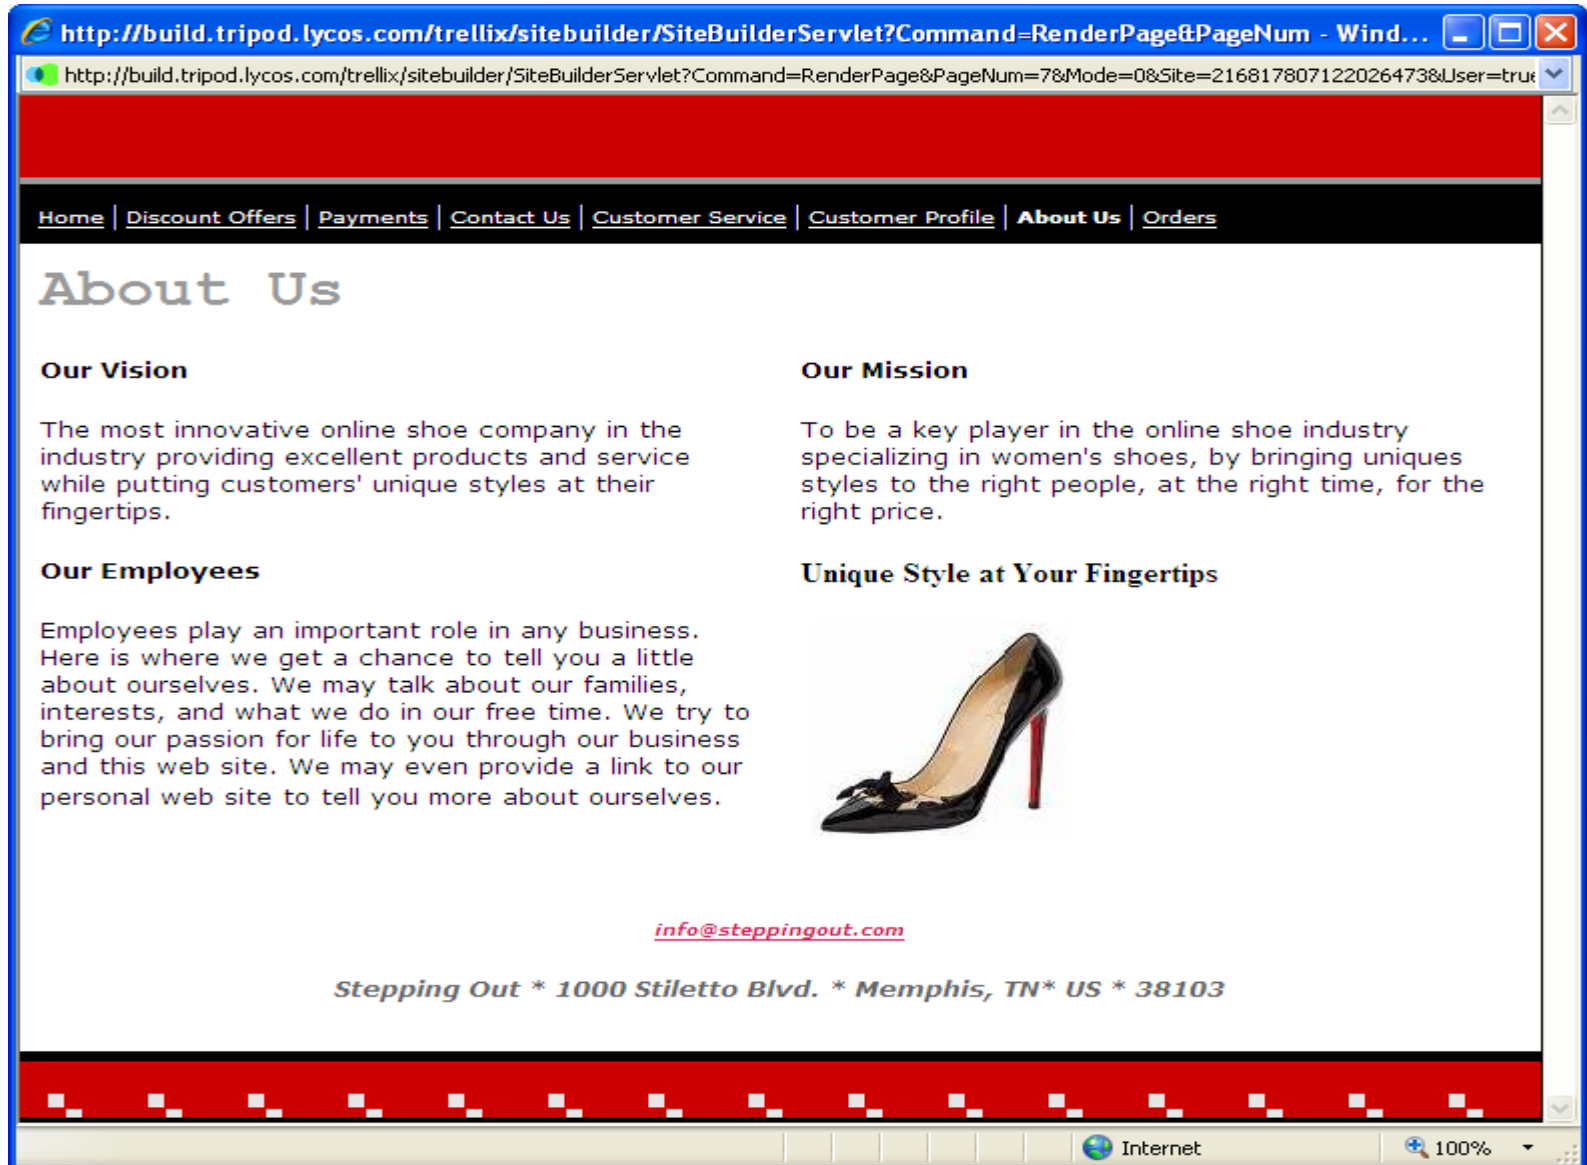 http://build.tripod.lycos.com/trellix/sitebuilder/SiteBuilderServlet?Command=RenderPage&PageNum - Wind...
http://build.tripod.lycos.com/trellix/sitebuilder/SiteBuilderServlet?Command=RenderPage&PageNum=7&Mode=0&Site=216817807122026473&User=true
Home | Discount Offers | Payments | Contact Us | Customer Service | Customer Profile | About Us | Orders
About Us
Our Vision
The most innovative online shoe company in the
industry providing excellent products and service
while putting customers' unique styles at their
fingertips.
Our Mission
To be a key player in the online shoe industry
specializing in women's shoes, by bringing uniques
styles to the right people, at the right time, for the
right price.
Our Employees
Employees play an important role in any business.
Here is where we get a chance to tell you a little
about ourselves. We may talk about our families,
interests, and what we do in our free time. We try to
bring our passion for life to you through our business
and this web site. We may even provide a link to our
personal web site to tell you more about ourselves.
Unique Style at Your Fingertips
info@steppingout.com
Stepping Out * 1000 Stiletto Blvd. * Memphis, TN* US * 38103
Internet
100%